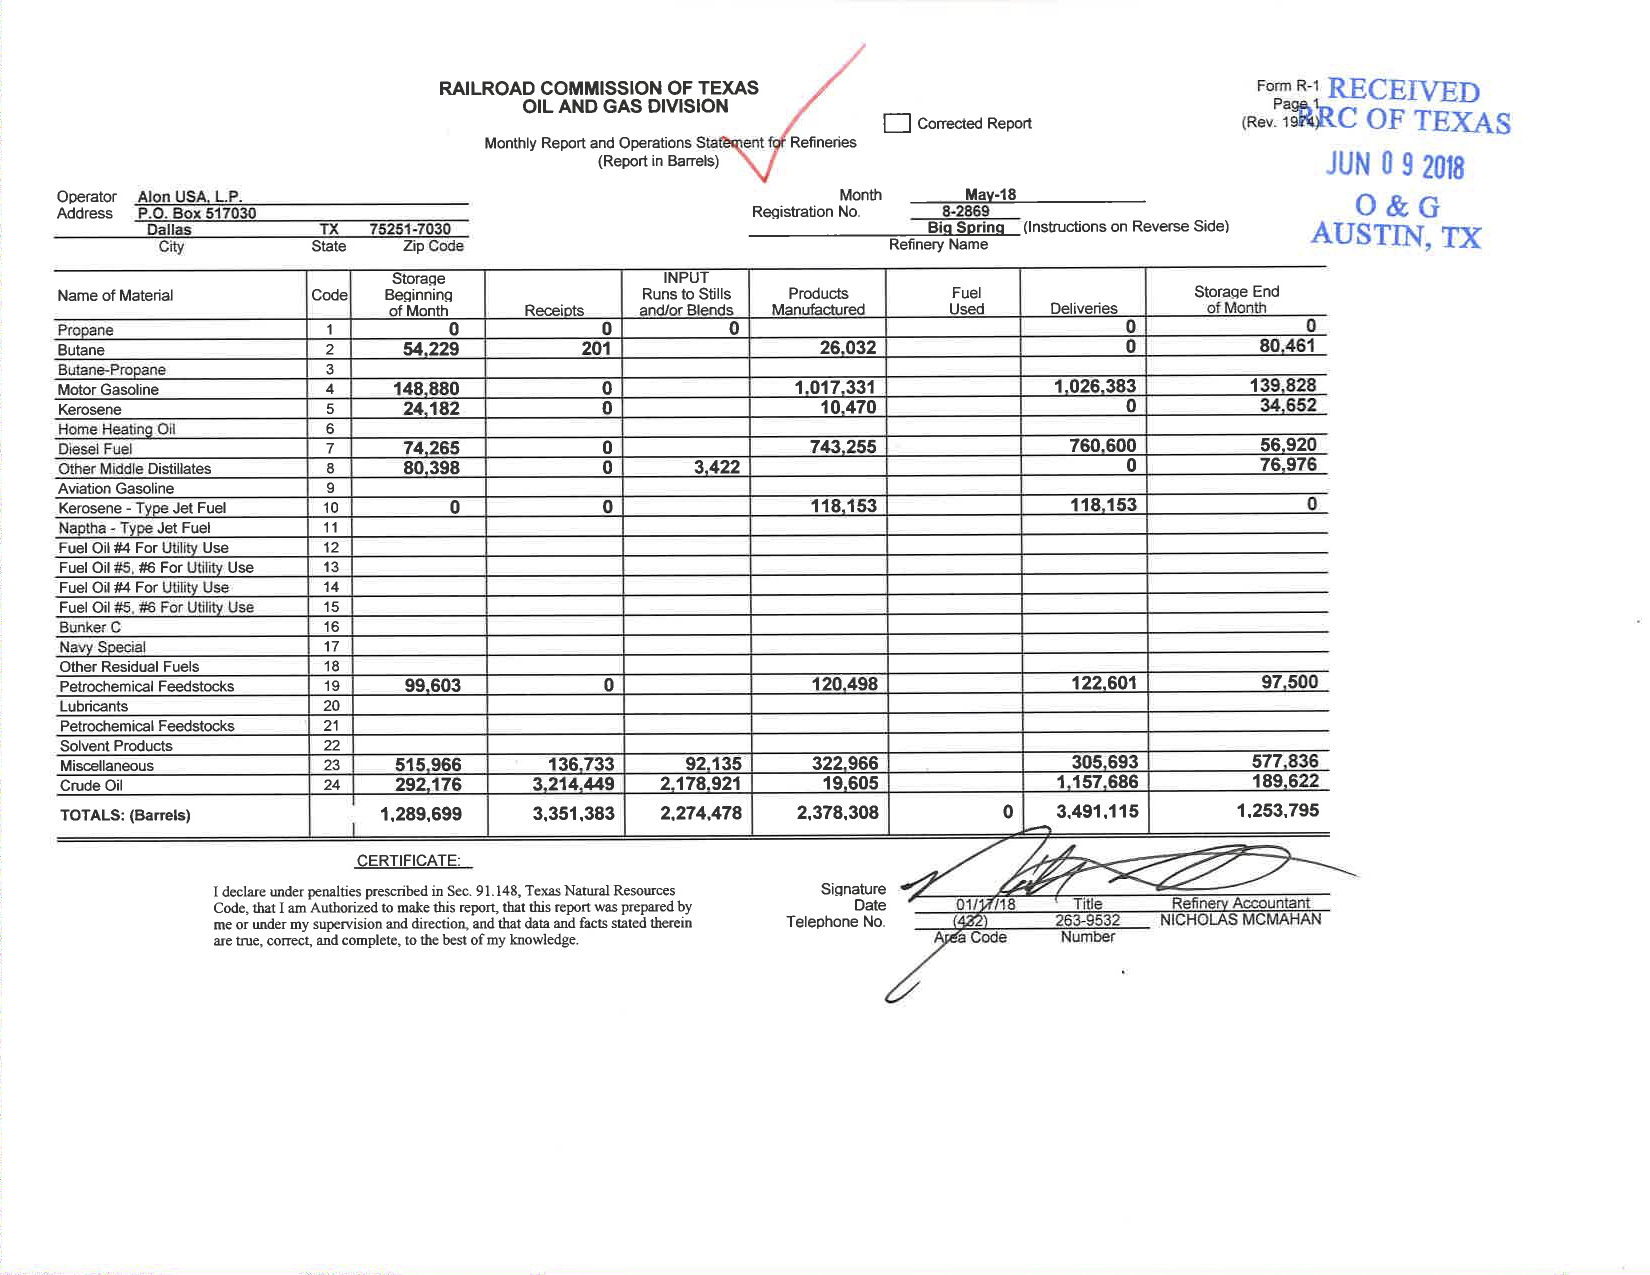 RAILROAD COMMISSION OF TEXAS
OIL AND GAS DIVISION
Monthly Report and Operations Statement for Refineries
(Report in Barrels)
Corrected Report
Form R-1
Page 1
(Rev. 1974)
RECEIVED
RRC OF TEXAS
JUN 09 2018
O & G
AUSTIN, TX
Operator Alon USA, L.P.
Address P.O. Box 517030
Dallas TX 75251-7030
City State Zip Code
Month May-18
Registration No. 8-2869
Big Spring (Instructions on Reverse Side)
Refinery Name
Name of Material Code Storage Beginning of Month Receipts INPUT Runs to Stills and/or Blends Products Manufactured Fuel Used Deliveries Storage End of Month
Propane 1 0 0 0 0 0
Butane 2 54,229 201 26,032 0 80,461
Butane-Propane 3
Motor Gasoline 4 148,880 0 1,017,331 1,026,383 139,828
Kerosene 5 24,182 0 10,470 0 34,652
Home Heating Oil 6
Diesel Fuel 7 74,265 0 743,255 760,600 56,920
Other Middle Distillates 8 80,398 0 3,422 0 76,976
Aviation Gasoline 9
Kerosene - Type Jet Fuel 10 0 0 118,153 118,153 0
Naptha - Type Jet Fuel 11
Fuel Oil #4 For Utility Use 12
Fuel Oil #5, #6 For Utility Use 13
Fuel Oil #4 For Utility Use 14
Fuel Oil #5, #6 For Utility Use 15
Bunker C 16
Navy Special 17
Other Residual Fuels 18
Petrochemical Feedstocks 19 99,603 0 120,498 122,601 97,500
Lubricants 20
Petrochemical Feedstocks 21
Solvent Products 22
Miscellaneous 23 515,966 136,733 92,135 322,966 305,693 577,836
Crude Oil 24 292,176 3,214,449 2,178,921 19,605 1,157,686 189,622
TOTALS: (Barrels) 1,289,699 3,351,383 2,274,478 2,378,308 0 3,491,115 1,253,795
CERTIFICATE:
I declare under penalties prescribed in Sec. 91.148, Texas Natural Resources
Code, that I am Authorized to make this report, that this report was prepared by
me or under my supervision and direction, and that data and facts stated therein
are true, correct, and complete, to the best of my knowledge.
Signature
Date 01/17/18 Title Refinery Accountant
Telephone No. (432) 263-9532 NICHOLAS MCMAHAN
Area Code Number